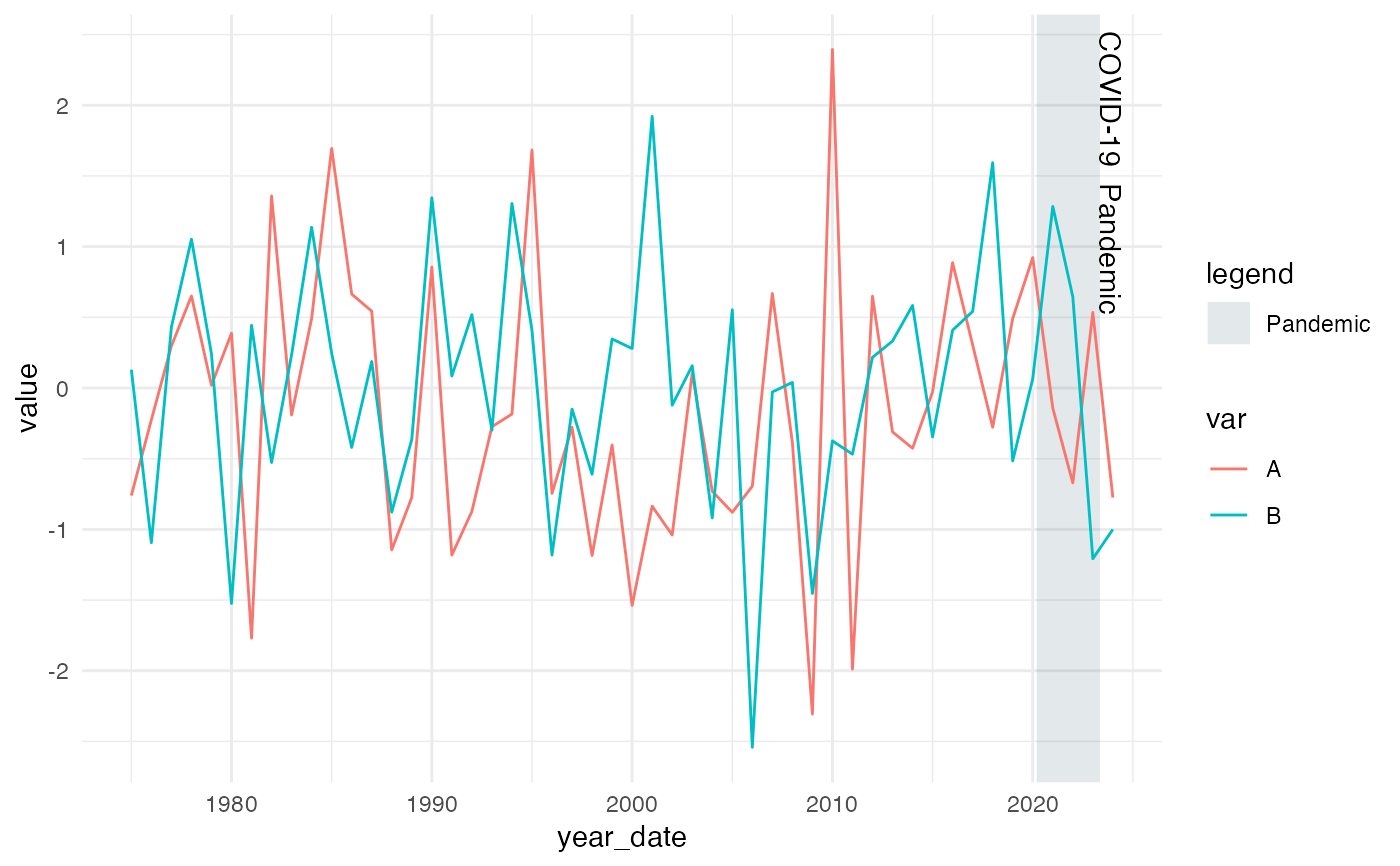 COVID-19 Pandemic
2
1
0
-1
-2
value
1980
1990
2000
2010
2020
year_date
legend
Pandemic
var
A
B